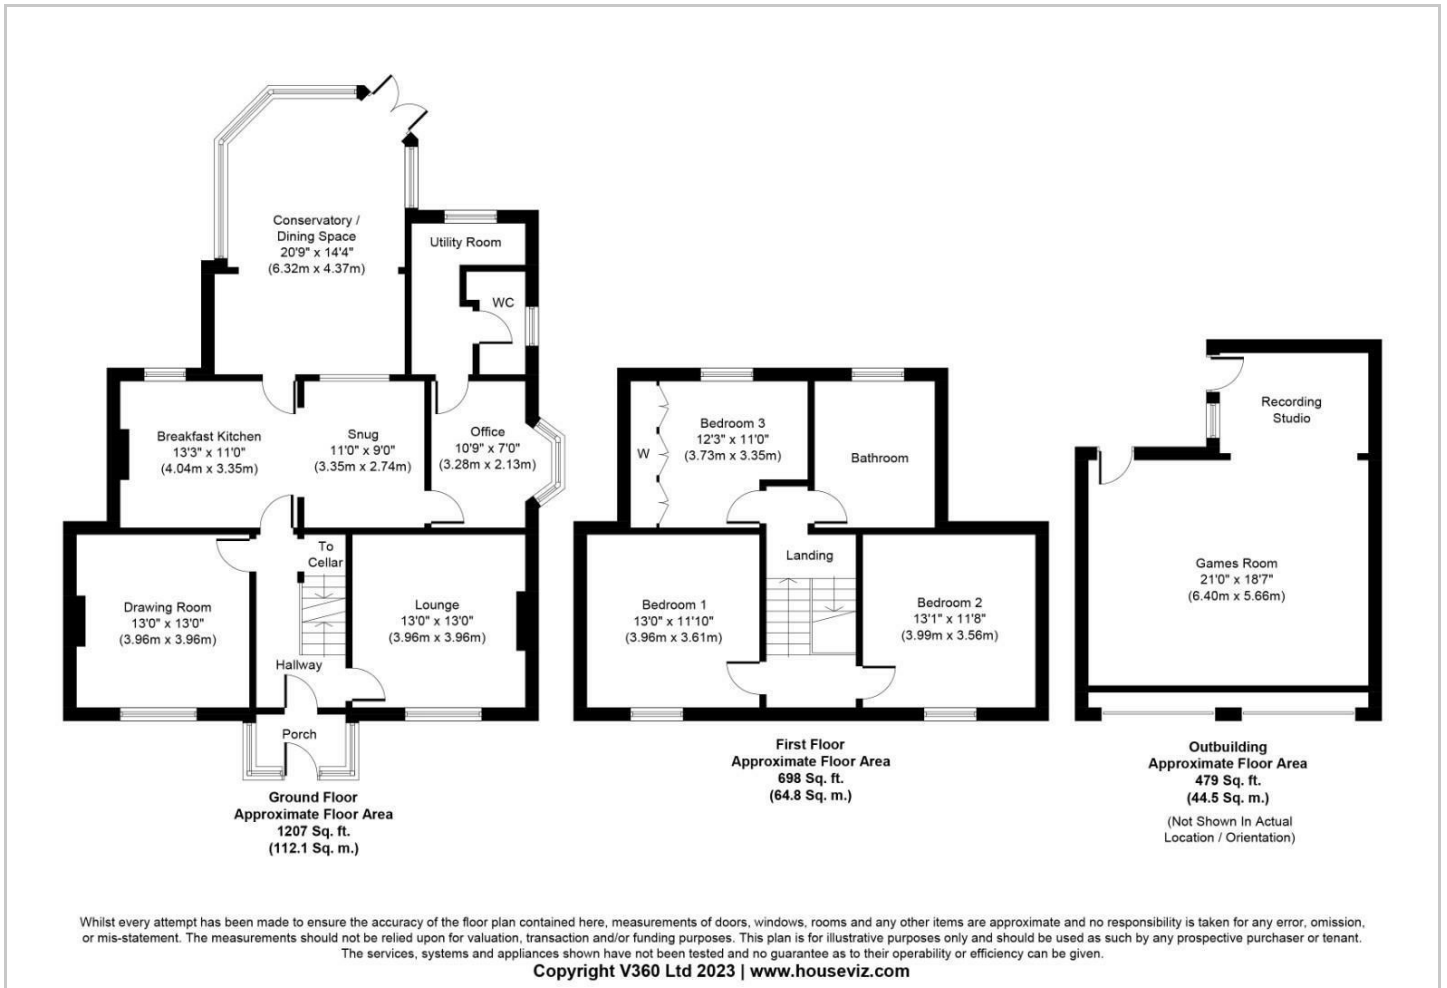 Conservatory /
Dining Space
20'9" x 14'4"
(6.32m x 4.37m)
Utility Room
WC
Breakfast Kitchen
13'3" x 11'0"
(4.04m x 3.35m)
Snug
11'0" x 9'0"
(3.35m x 2.74m)
Office
10'9" x 7'0"
(3.28m x 2.13m)
To
Cellar
Drawing Room
13'0" x 13'0"
(3.96m x 3.96m)
Lounge
13'0" x 13'0"
(3.96m x 3.96m)
Hallway
Porch
Ground Floor
Approximate Floor Area
1207 Sq. ft.
(112.1 Sq. m.)
W
Bedroom 3
12'3" x 11'0"
(3.73m x 3.35m)
Bathroom
Landing
Bedroom 1
13'0" x 11'10"
(3.96m x 3.61m)
Bedroom 2
13'1" x 11'8"
(3.99m x 3.56m)
First Floor
Approximate Floor Area
698 Sq. ft.
(64.8 Sq. m.)
Recording
Studio
Games Room
21'0" x 18'7"
(6.40m x 5.66m)
Outbuilding
Approximate Floor Area
479 Sq. ft.
(44.5 Sq. m.)
(Not Shown In Actual
Location / Orientation)
Whilst every attempt has been made to ensure the accuracy of the floor plan contained here, measurements of doors, windows, rooms and any other items are approximate and no responsibility is taken for any error, omission,
or mis-statement. The measurements should not be relied upon for valuation, transaction and/or funding purposes. This plan is for illustrative purposes only and should be used as such by any prospective purchaser or tenant.
The services, systems and appliances shown have not been tested and no guarantee as to their operability or efficiency can be given.
Copyright V360 Ltd 2023 | www.houseviz.com